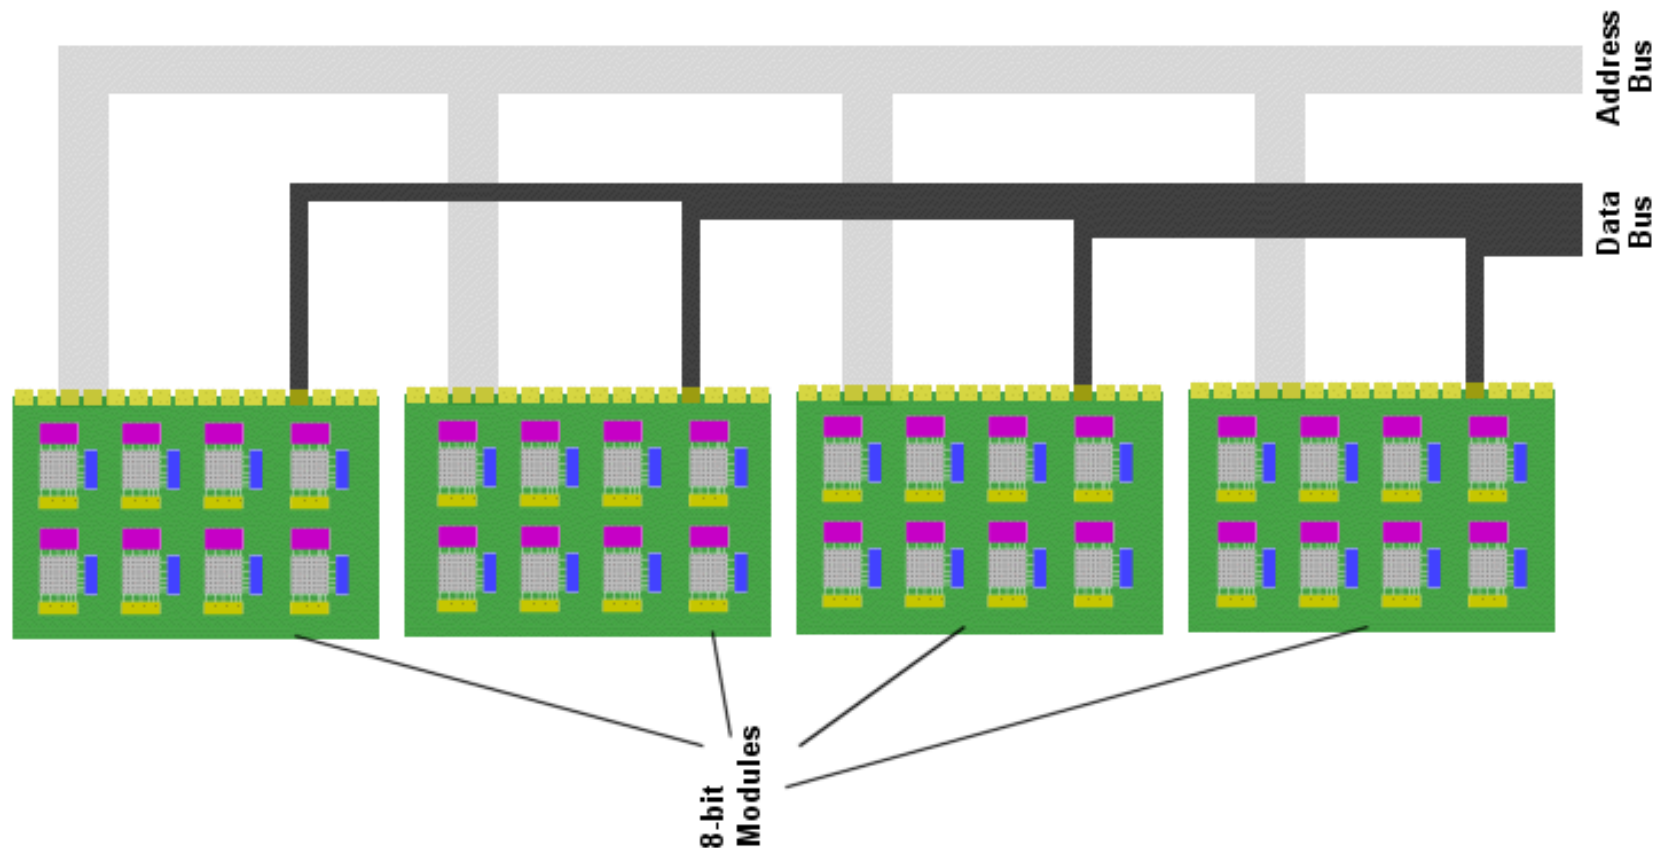 Address
Bus
Data
Bus
8-bit
Modules